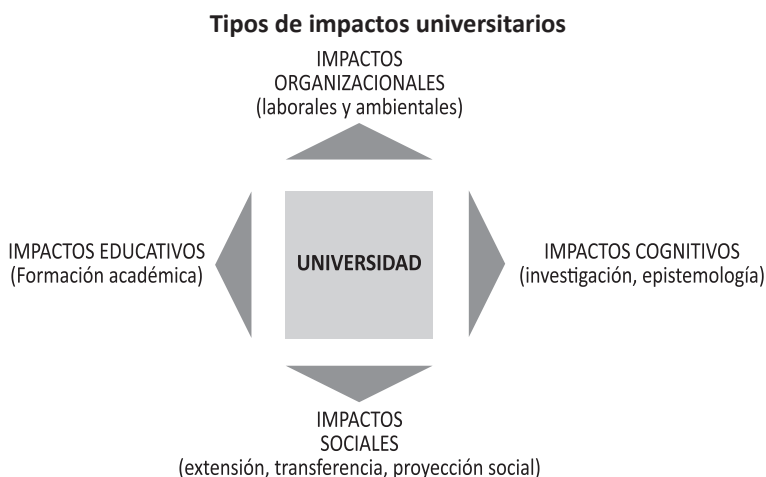 Tipos de impactos universitarios
IMPACTOS
ORGANIZACIONALES
(laborales y ambientales)
IMPACTOS EDUCATIVOS
(Formación académica)
UNIVERSIDAD
IMPACTOS COGNITIVOS
(investigación, epistemología)
IMPACTOS
SOCIALES
(extensión, transferencia, proyección social)